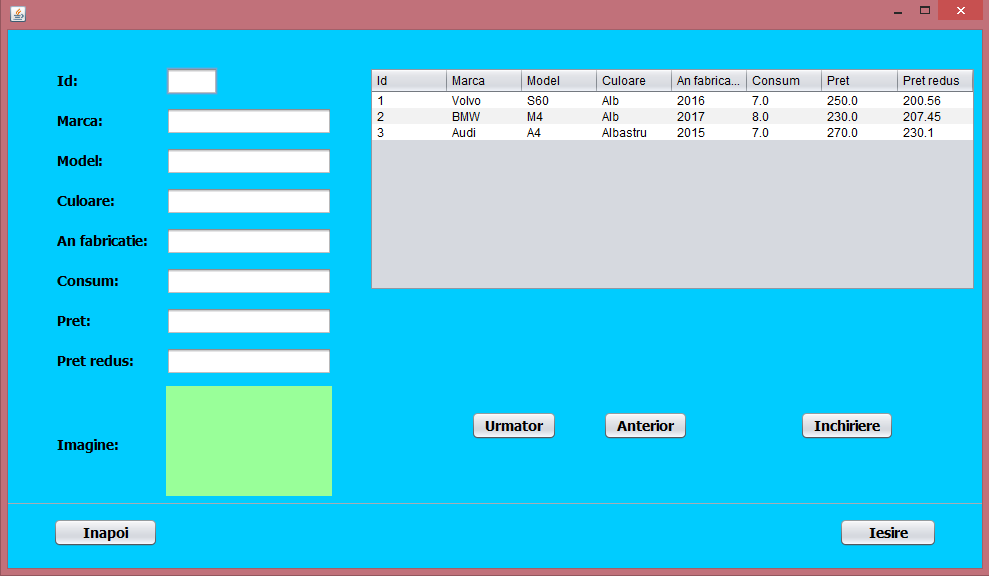 Id:
Marca:
Model:
Culoare:
An fabricatie:
Consum:
Pret:
Pret redus:
Imagine:
Id Marca Model Culoare An fabrica... Consum Pret Pret redus
1 Volvo S60 Alb 2016 7.0 250.0 200.56
2 BMW M4 Alb 2017 8.0 230.0 207.45
3 Audi A4 Albastru 2015 7.0 270.0 230.1
Urmator Anterior Inchiriere
Inapoi Iesire